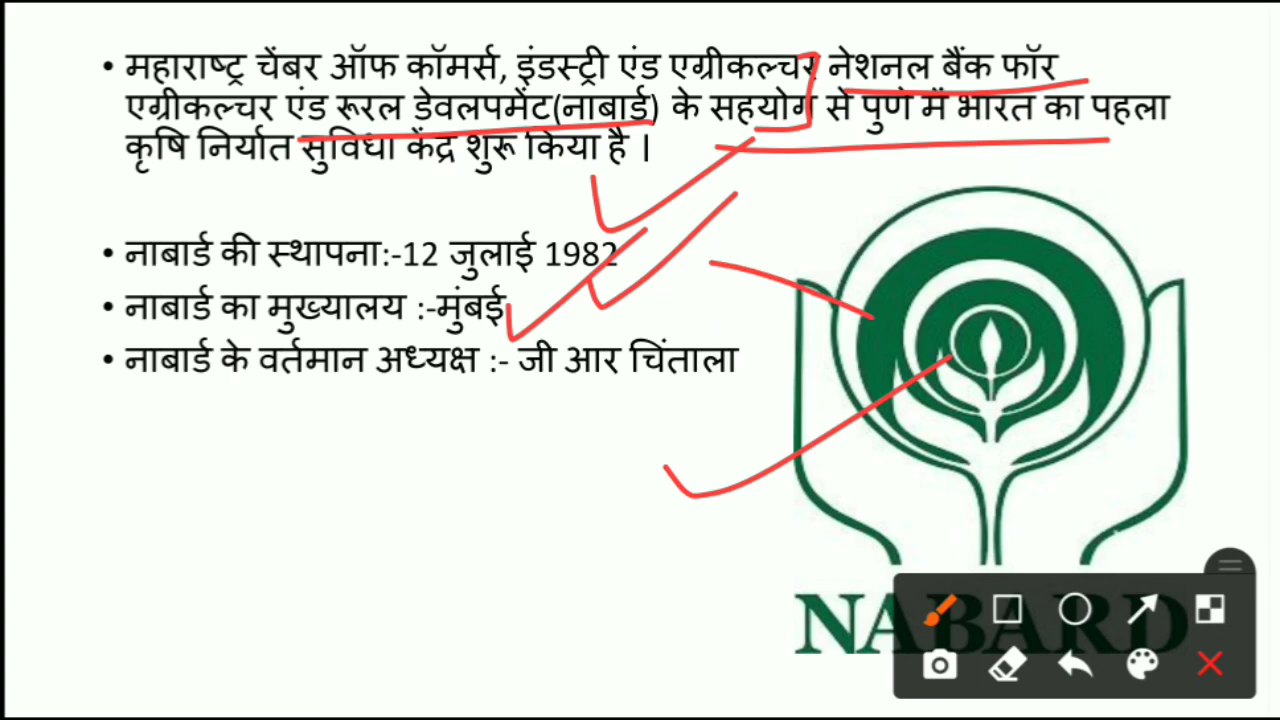 • महाराष्ट्र चेंबर ऑफ कॉमर्स, इंडस्ट्री एंड एग्रीकल्चर नेशनल बैंक फॉर
एग्रीकल्चर एंड रूरल डेवलपमेंट(नाबार्ड) के सहयोग से पुणे में भारत का पहला
कृषि निर्यात सुविधा केंद्र शुरू किया है ।
• नाबार्ड की स्थापना:-12 जुलाई 1982
• नाबार्ड का मुख्यालय :-मुंबई
• नाबार्ड के वर्तमान अध्यक्ष :- जी आर चिंताला
NABARD